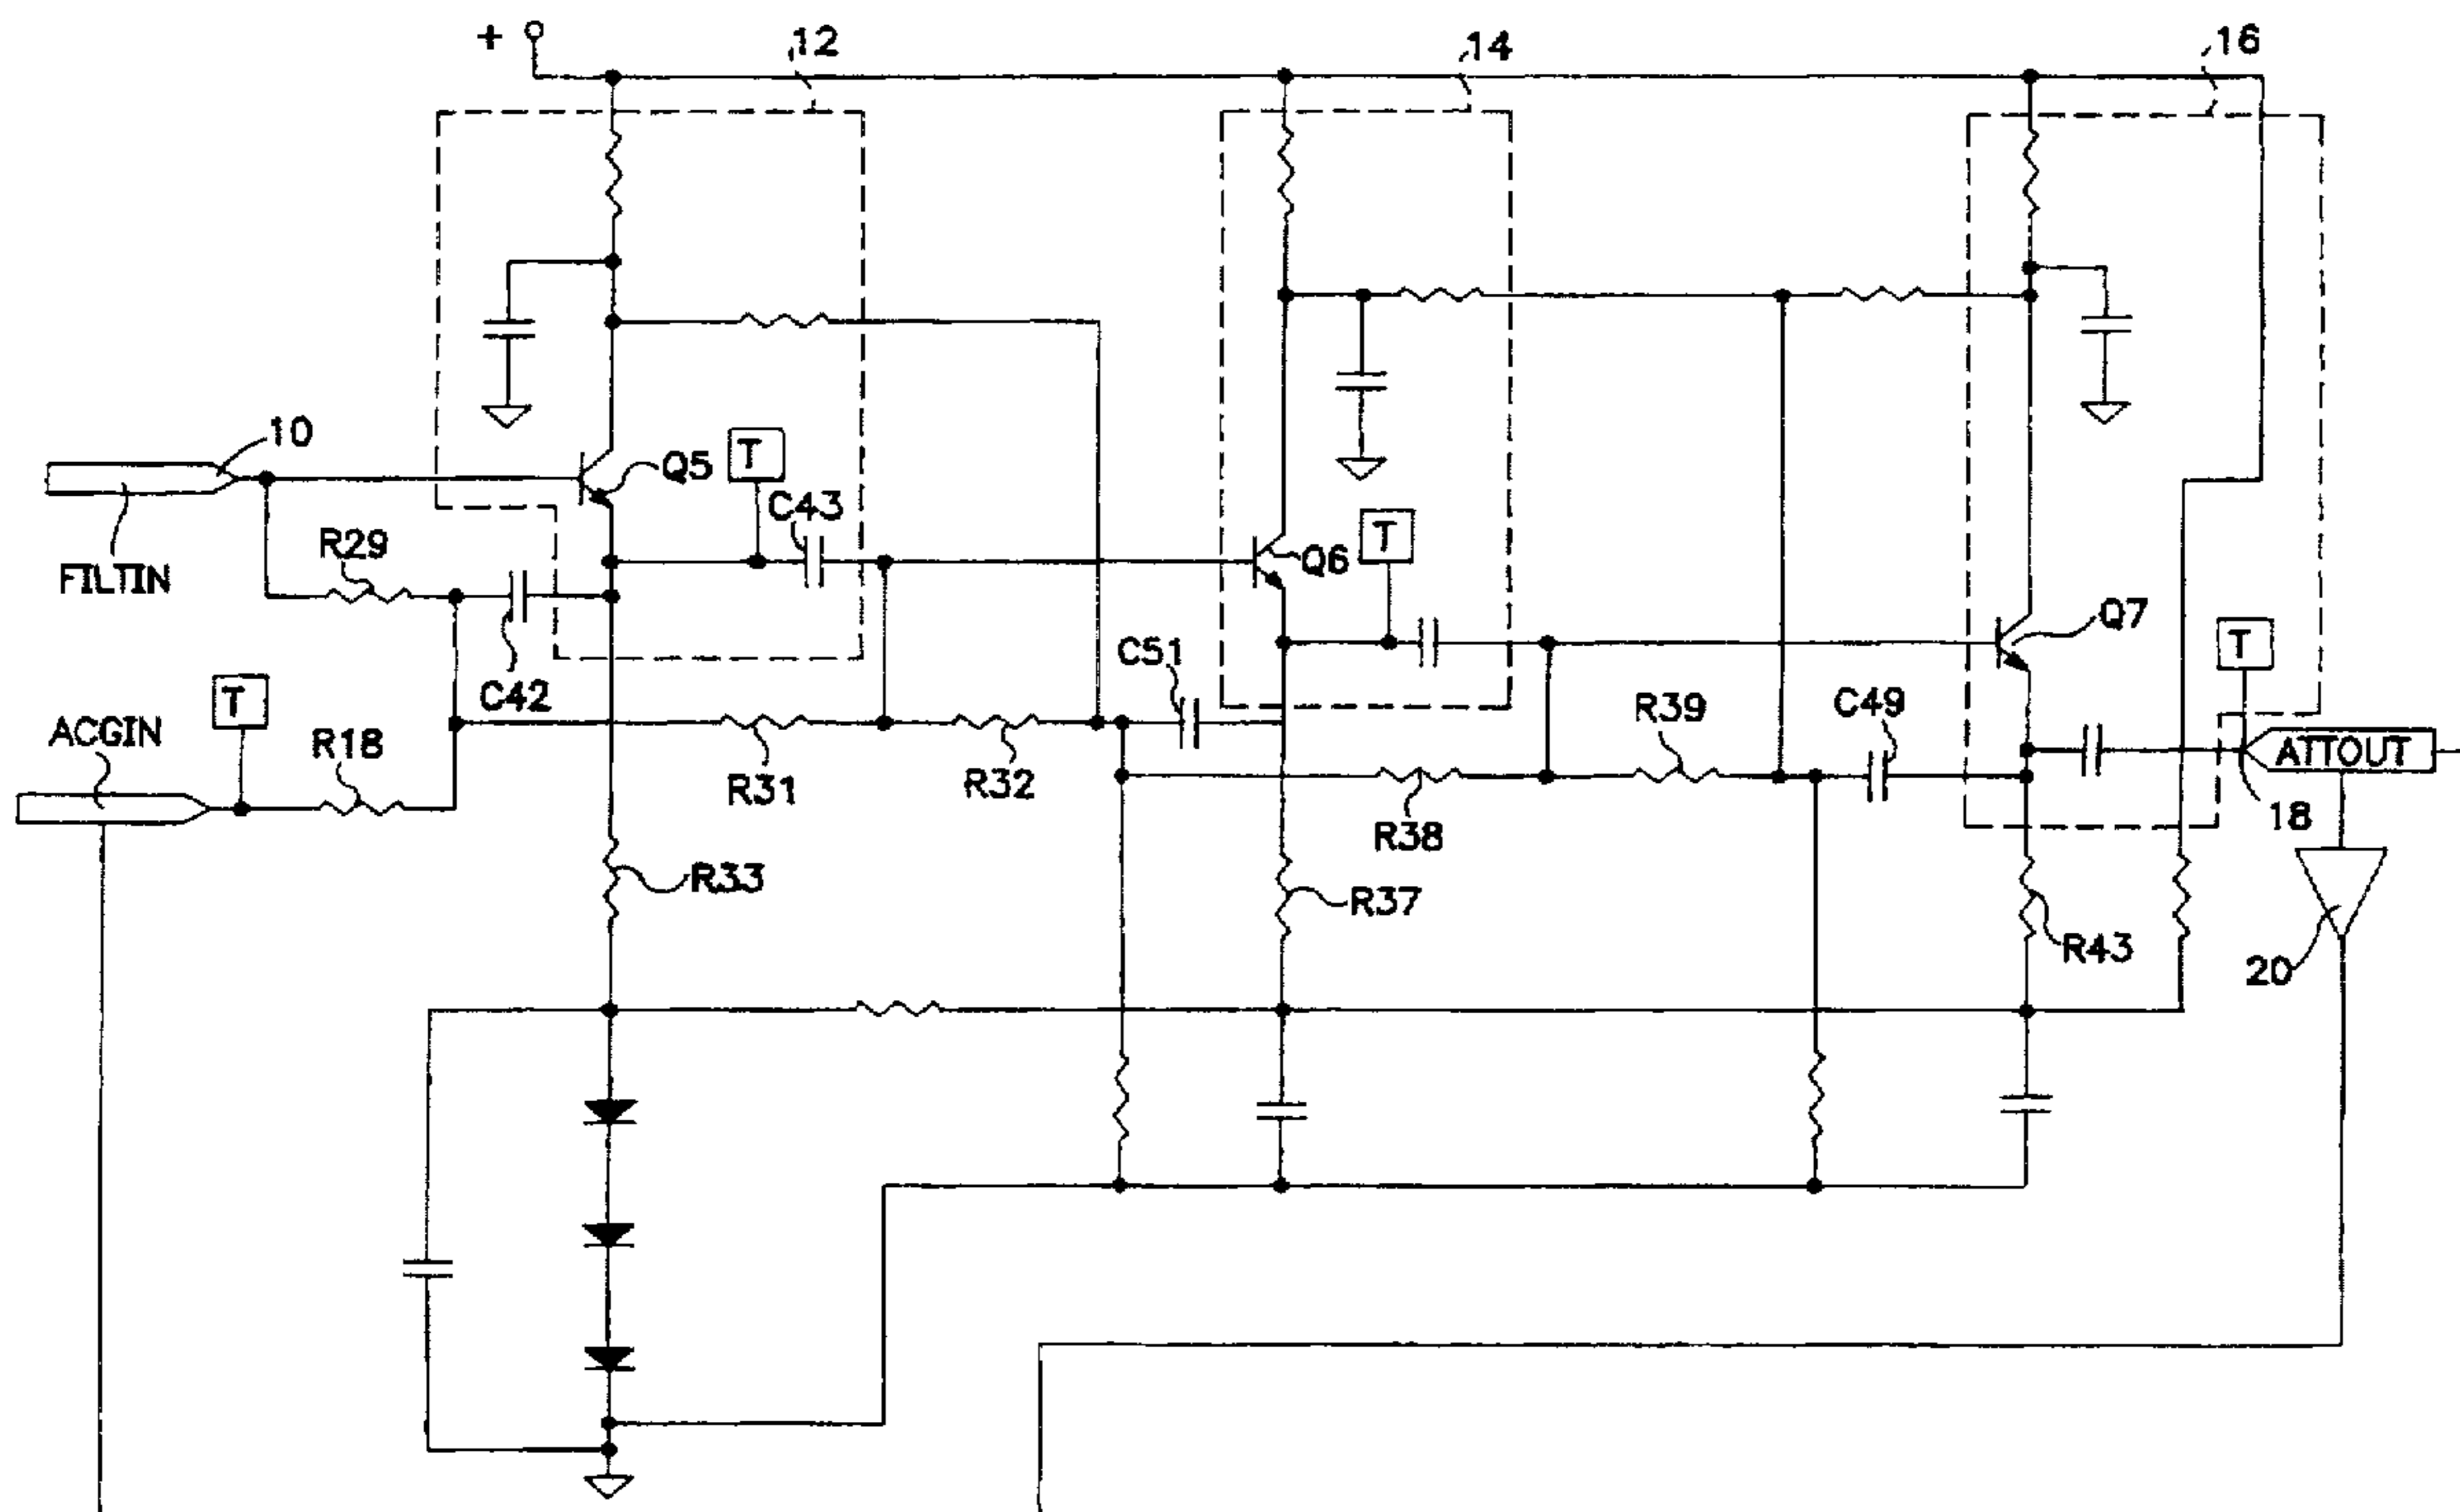 +
12
14
16
10
Q5
T
C43
R29
FILTIN
T
Q6
Q7
T
C42
C51
T
ACGIN
R18
R31
R32
R39
C49
ATTOUT
18
R38
R33
R37
R43
20